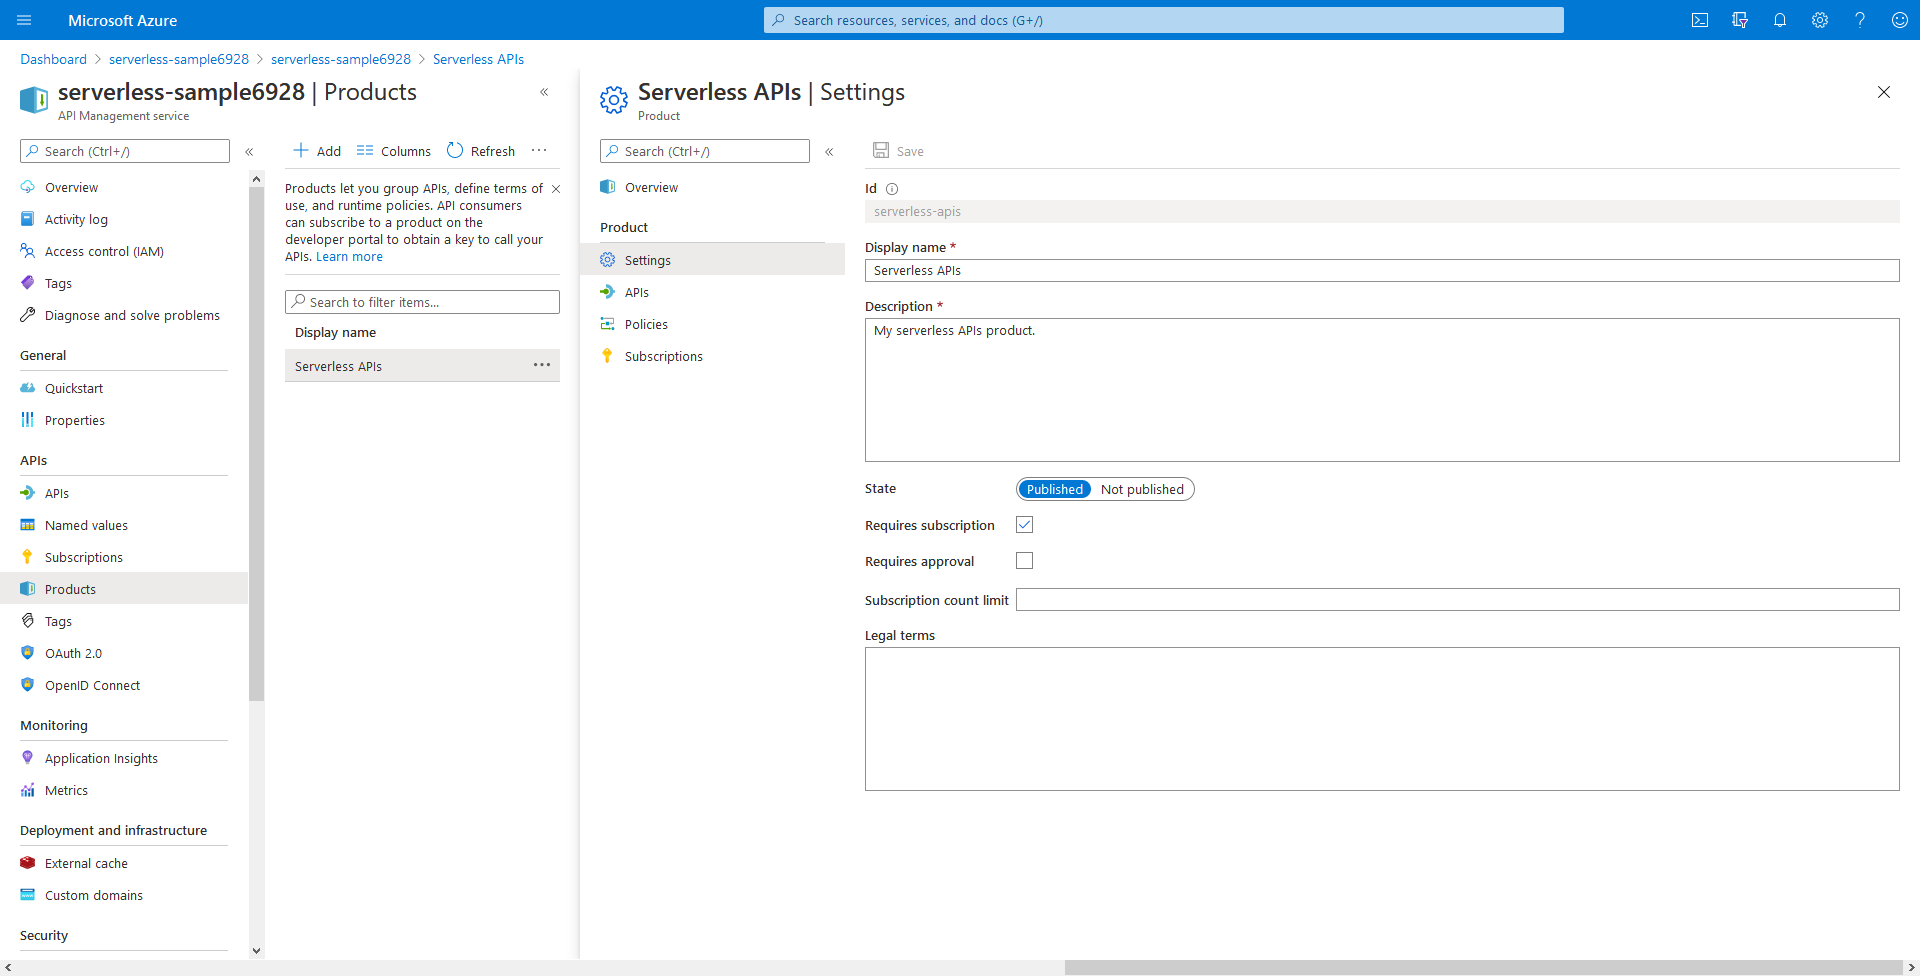 Microsoft Azure
Search resources, services, and docs (G+/)
Dashboard > serverless-sample6928 > serverless-sample6928 > Serverless APIs
serverless-sample6928 | Products
API Management service
Search (Ctrl+/)
Overview
Activity log
Access control (IAM)
Tags
Diagnose and solve problems
General
Quickstart
Properties
APIs
APIs
Named values
Subscriptions
Products
Tags
OAuth 2.0
OpenID Connect
Monitoring
Application Insights
Metrics
Deployment and infrastructure
External cache
Custom domains
Security
Add Columns Refresh ...
Products let you group APIs, define terms of
use, and runtime policies. API consumers
can subscribe to a product on the
developer portal to obtain a key to call your
APIs. Learn more
Search to filter items...
Display name
Serverless APIs ...
Serverless APIs | Settings
Product
Search (Ctrl+/)
Overview
Product
Settings
APIs
Policies
Subscriptions
Save
Id
serverless-apis
Display name *
Serverless APIs
Description *
My serverless APIs product.
State Published Not published
Requires subscription
Requires approval
Subscription count limit
Legal terms